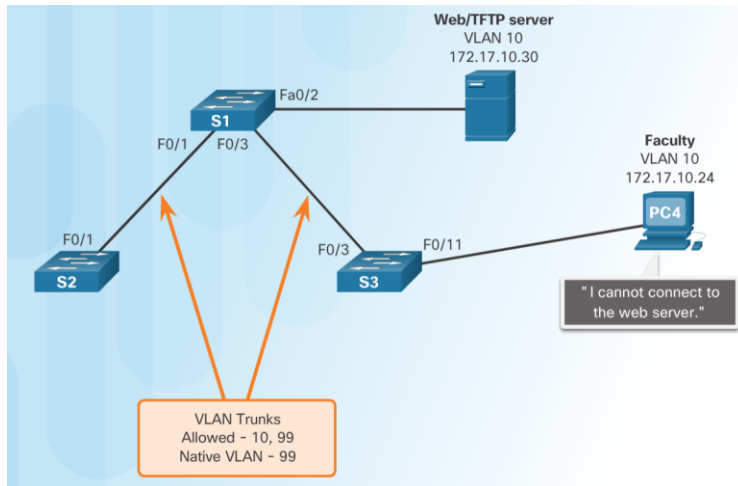 Web/TFTP server
VLAN 10
172.17.10.30
Fa0/2
S1
F0/1
F0/3
Faculty
VLAN 10
172.17.10.24
PC4
F0/1
S2
F0/3
S3
F0/11
" I cannot connect to
the web server."
VLAN Trunks
Allowed - 10, 99
Native VLAN - 99